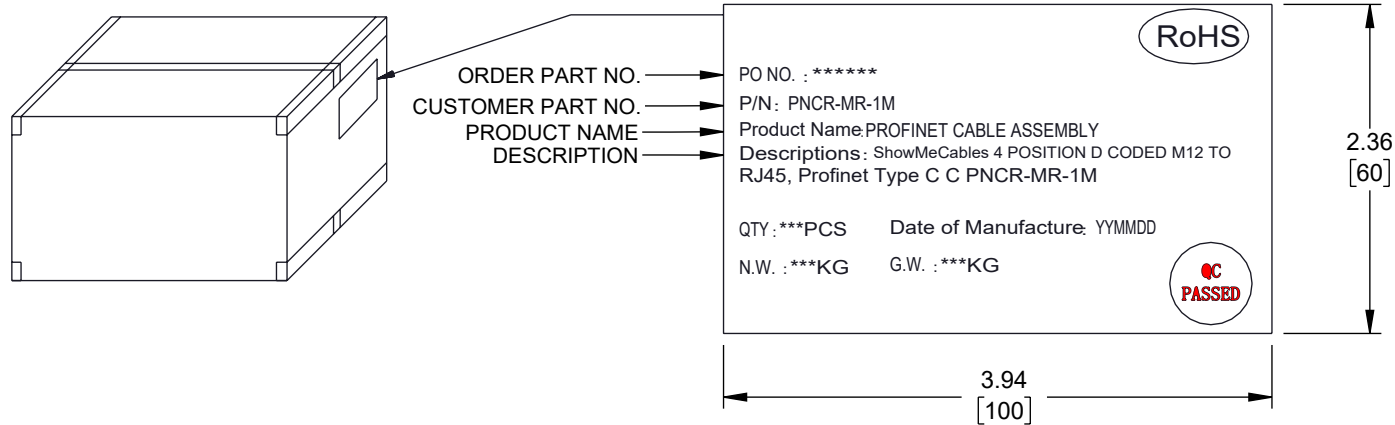 RoHS
ORDER PART NO.
PO NO. : ******
CUSTOMER PART NO.
P/N: PNCR-MR-1M
PRODUCT NAME
Product Name:PROFINET CABLE ASSEMBLY
DESCRIPTION
Descriptions: ShowMeCables 4 POSITION D CODED M12 TO
RJ45, Profinet Type C C PNCR-MR-1M
2.36
[60]
QTY : ***PCS Date of Manufacture: YYMMDD
N.W. : ***KG G.W. : ***KG
QC
PASSED
3.94
[100]